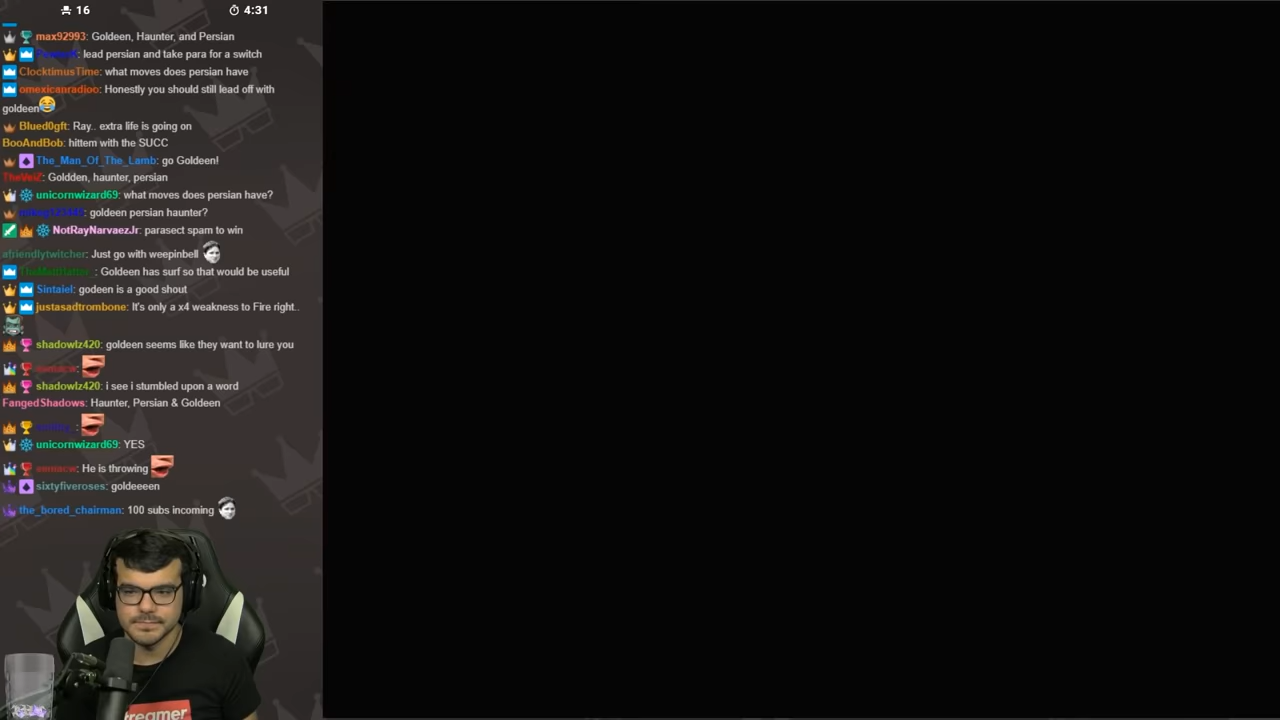 16
4:31
max92993: Goldeen, Haunter, and Persian
: lead persian and take para for a switch
ClocktimusTime: what moves does persian have
omexicanradioo: Honestly you should still lead off with
goldeen
Blued0gft: Ray.. extra life is going on
BooAndBob: hittem with the SUCC
The_Man_Of_The_Lamb: go Goldeen!
TheVeiZ: Goldden, haunter, persian
unicornwizard69: what moves does persian have?
: goldeen persian haunter?
NotRayNarvaezJr: parasect spam to win
afriendlytwitcher: Just go with weepinbell
: Goldeen has surf so that would be useful
Sintaiel: godeen is a good shout
justasadtrombone: It's only a x4 weakness to Fire right..
shadowlz420: goldeen seems like they want to lure you
:
shadowlz420: i see i stumbled upon a word
FangedShadows: Haunter, Persian & Goldeen
:
unicornwizard69: YES
: He is throwing
sixtyfiveroses: goldeeeen
the_bored_chairman: 100 subs incoming
reamer